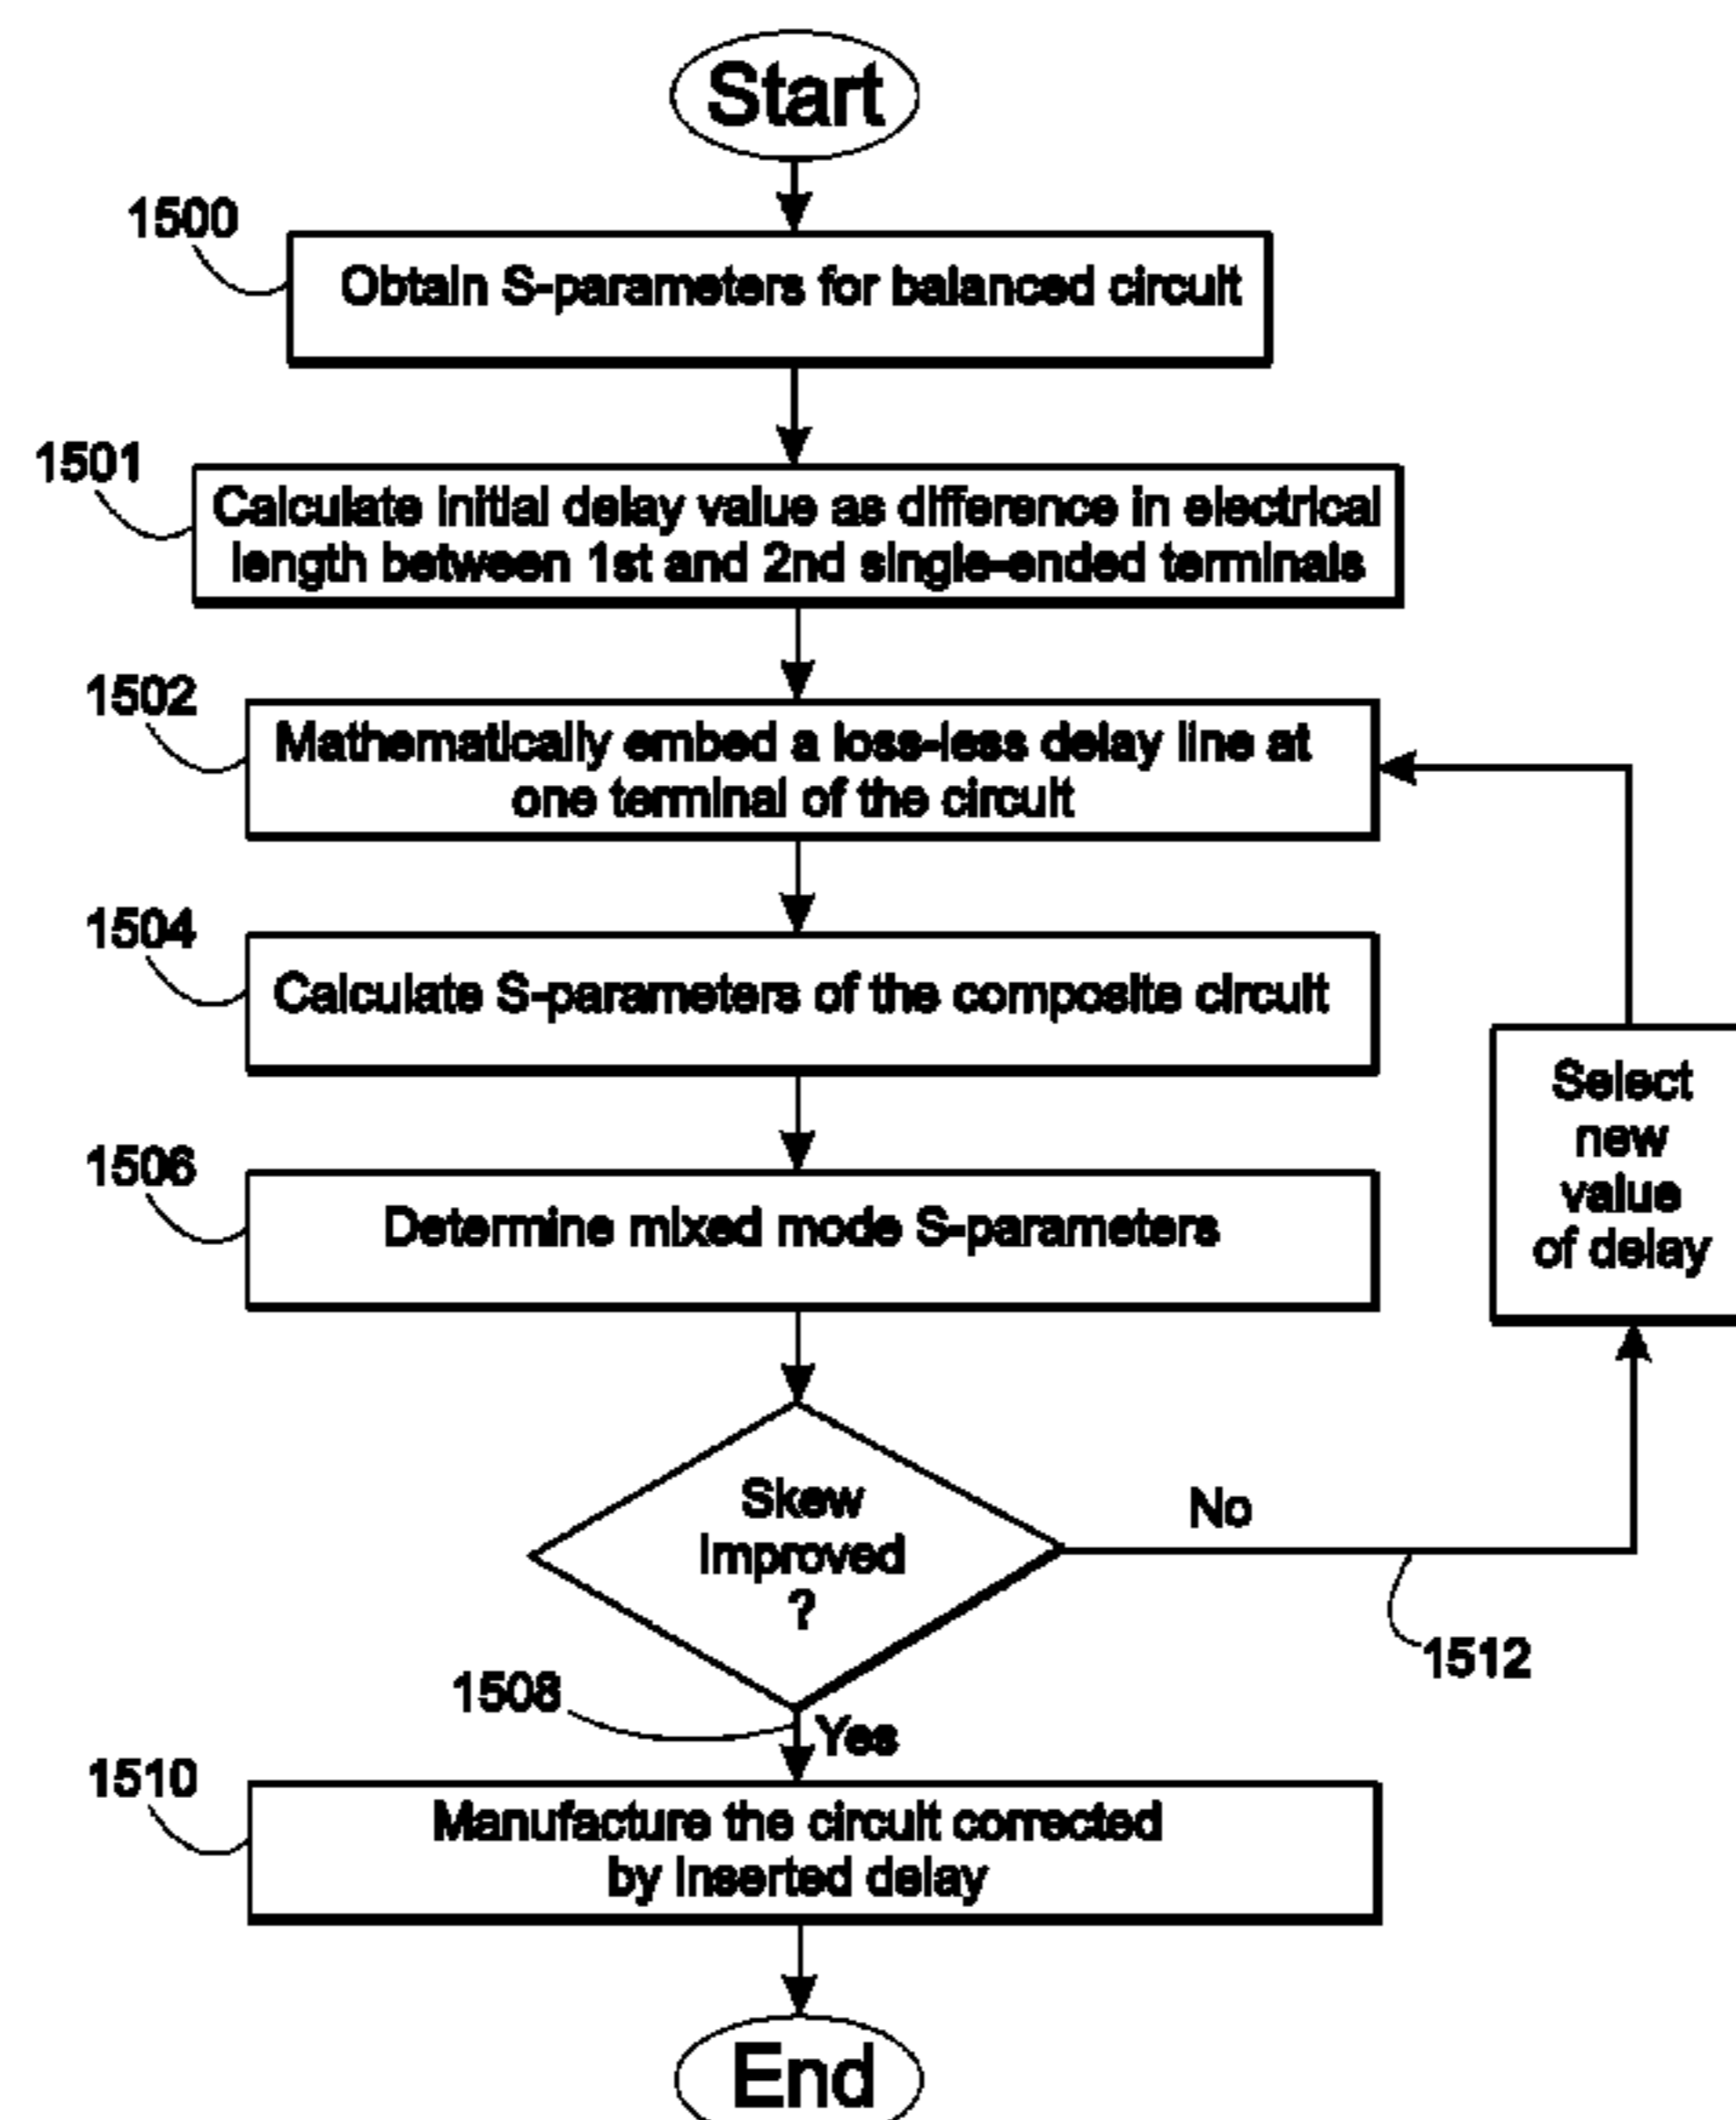 Start
1500
Obtain S-parameters for balanced circuit
1501
Calculate initial delay value as difference in electrical
length between 1st and 2nd single-ended terminals
1502
Mathematically embed a loss-less delay line at
one terminal of the circuit
1504
Calculate S-parameters of the composite circuit
Select
new
value
of delay
1506
Determine mixed mode S-parameters
Skew
Improved
?
No
1512
1508
Yes
1510
Manufacture the circuit corrected
by inserted delay
End